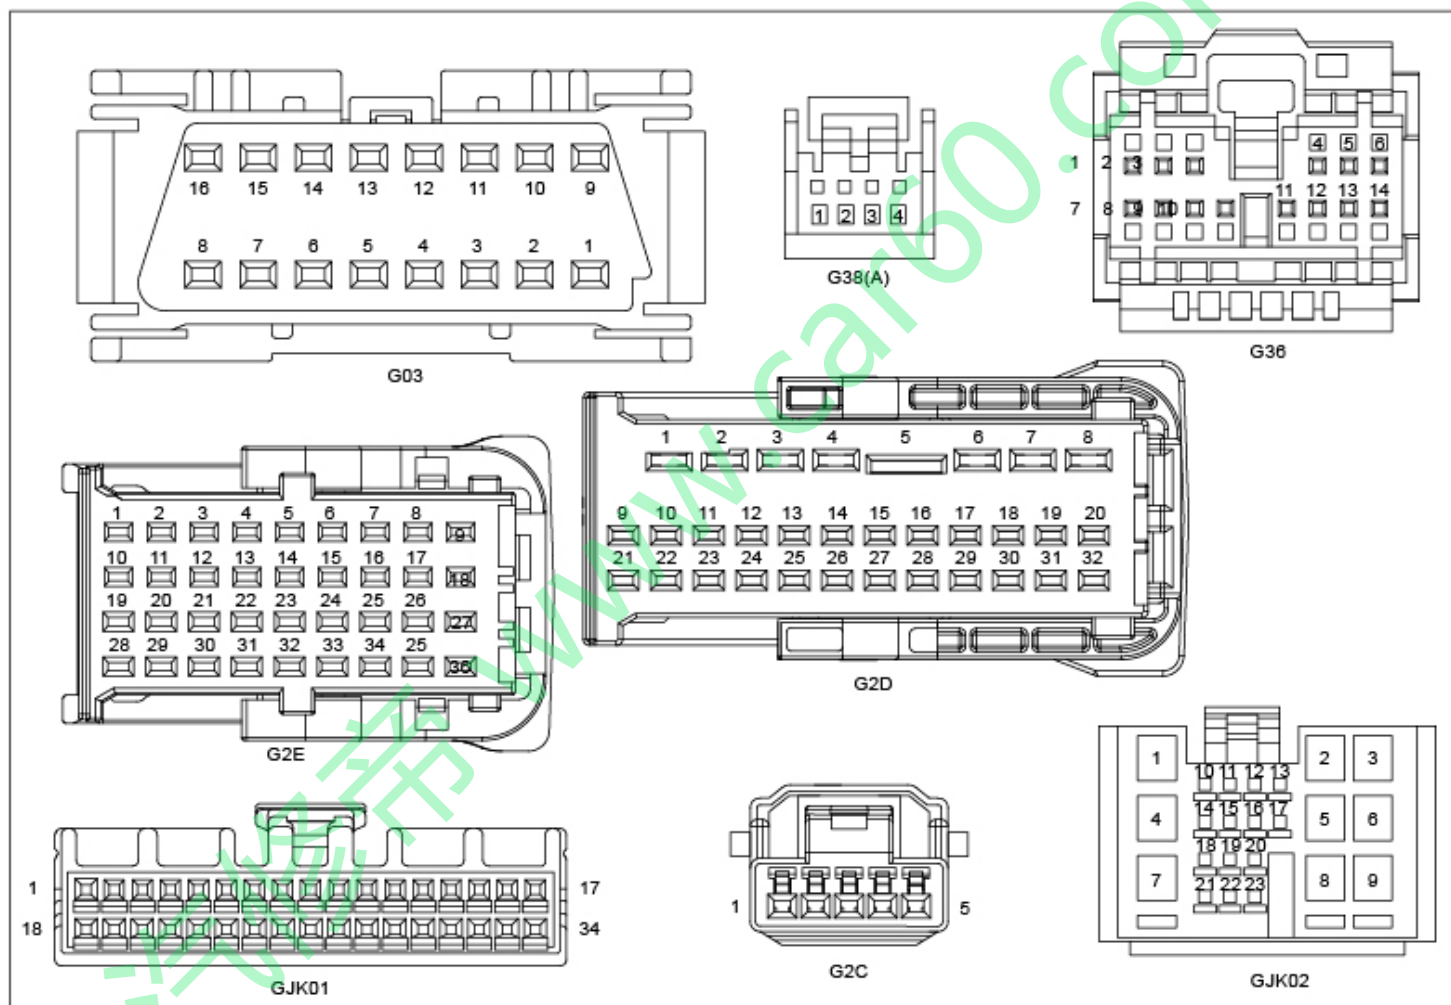 16 15 14 13 12 11 10 9
8 7 6 5 4 3 2 1
G03
1 2 3 4
G38(A)
4 5 6
1 2 3
11 12 13 14
7 8 9 10
G36
1 2 3 4 5 6 7 8 9
10 11 12 13 14 15 16 17 18
19 20 21 22 23 24 25 26 27
28 29 30 31 32 33 34 25 36
G2E
1 2 3 4 5 6 7 8
9 10 11 12 13 14 15 16 17 18 19 20
21 22 23 24 25 26 27 28 29 30 31 32
G2D
1 17
18 34
GJK01
1 5
G2C
1 2 3
10 11 12 13
4 14 15 16 17 5 6
18 19 20
7 21 22 23 8 9
GJK02
汽修帝 www.car60.com